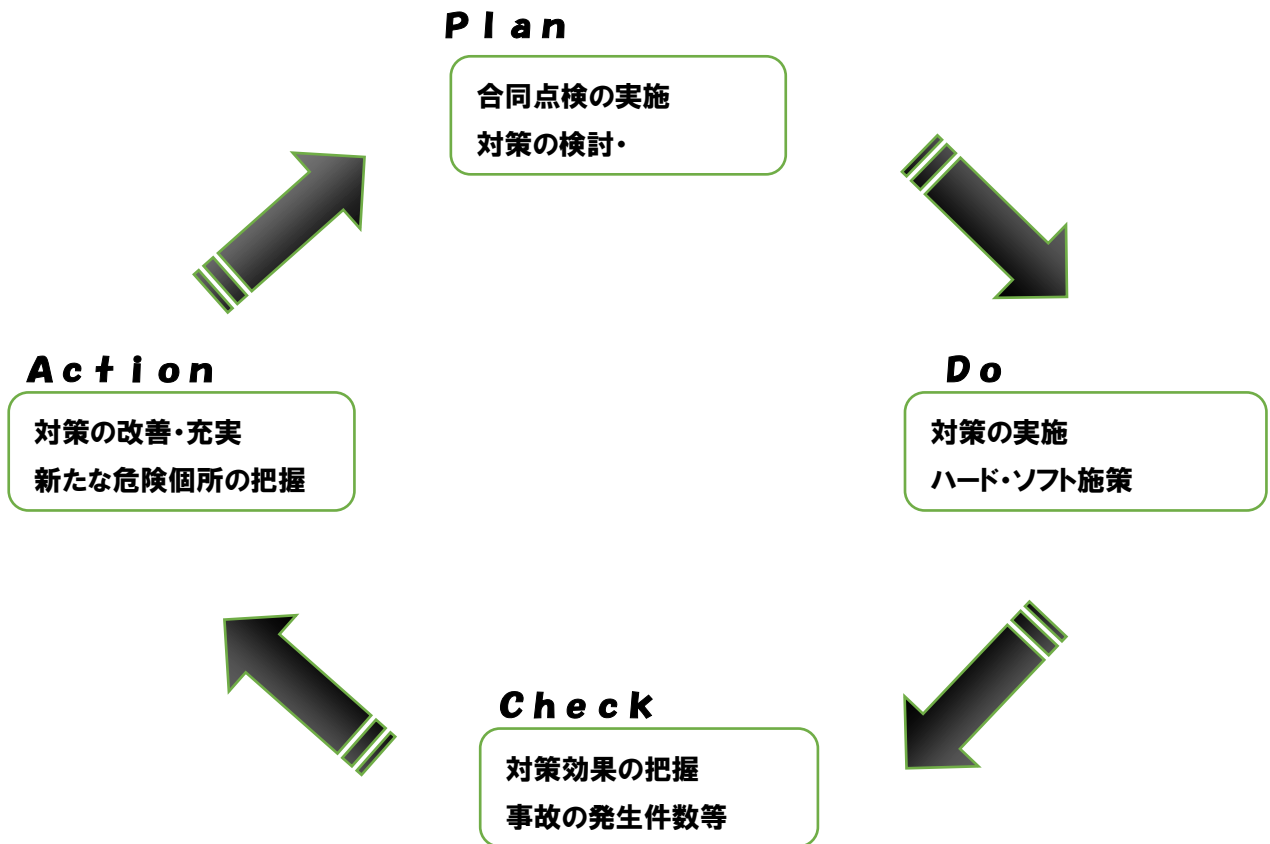 Plan
合同点検の実施
対策の検討・
Action
対策の改善・充実
新たな危険個所の把握
Do
対策の実施
ハード・ソフト施策
Check
対策効果の把握
事故の発生件数等